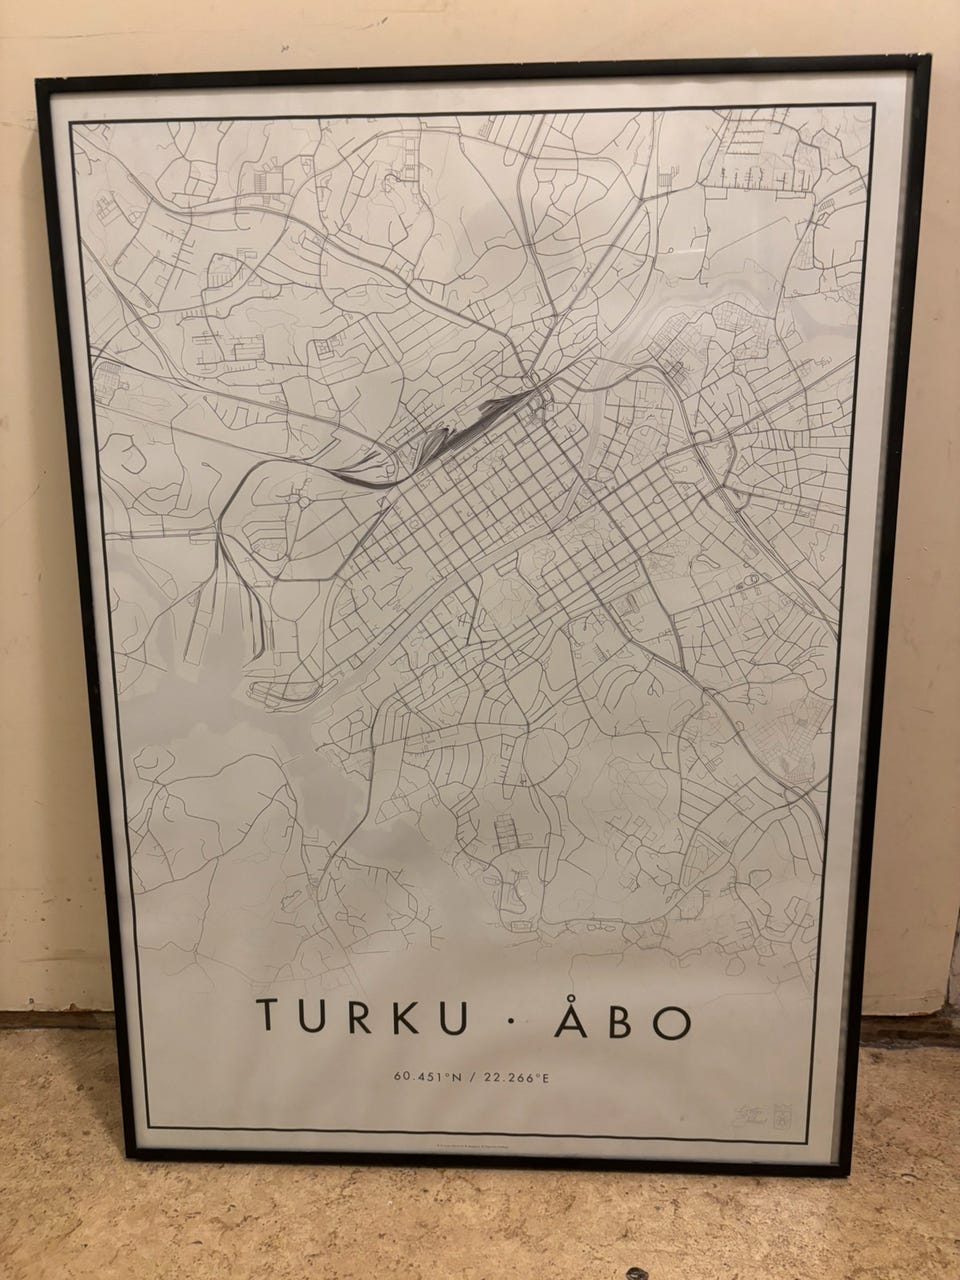 TURKU · ÅBO
60.451°N / 22.266°E